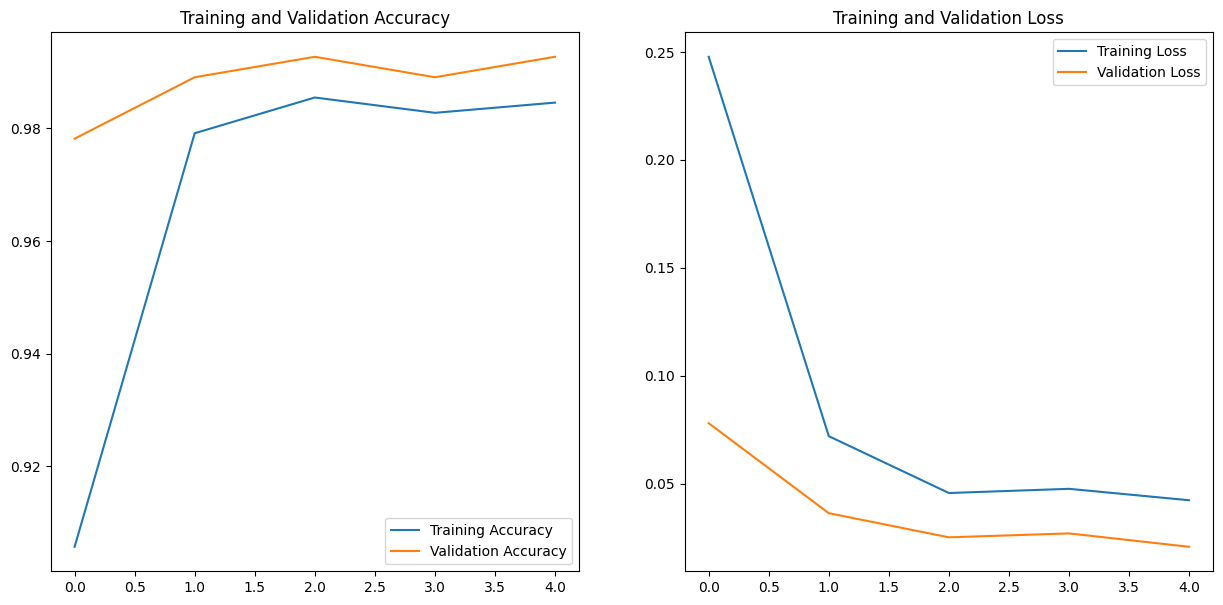 Training and Validation Accuracy
0.98
0.96
0.94
0.92
Training Accuracy
Validation Accuracy
0.0 0.5 1.0 1.5 2.0 2.5 3.0 3.5 4.0
Training and Validation Loss
0.25
0.20
0.15
0.10
0.05
Training Loss
Validation Loss
0.0 0.5 1.0 1.5 2.0 2.5 3.0 3.5 4.0